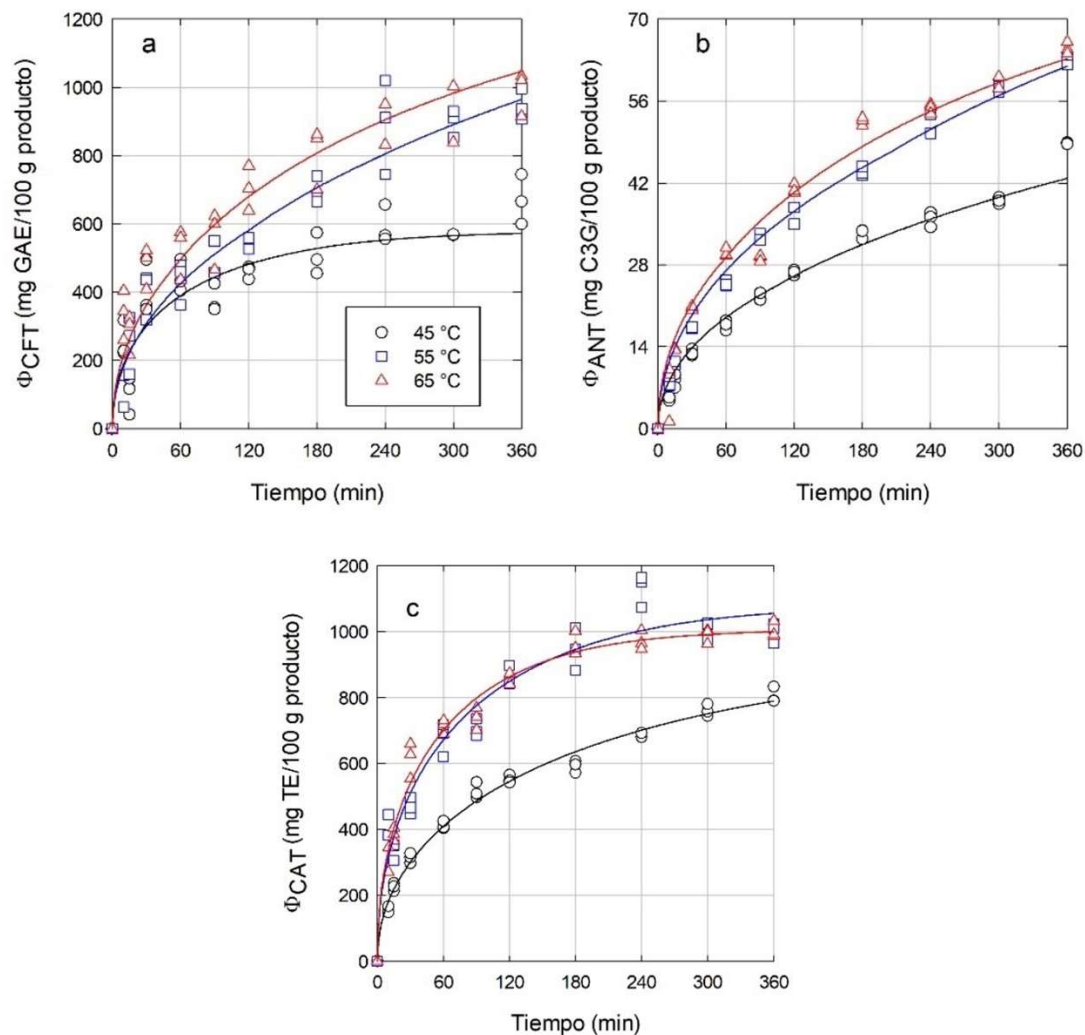 a
1200
1000
800
600
400
200
0
ΦCFT (mg GAE/100 g producto)
45 °C
55 °C
65 °C
0 60 120 180 240 300 360
Tiempo (min)
b
70
56
42
28
14
0
ΦANT (mg C3G/100 g producto)
0 60 120 180 240 300 360
Tiempo (min)
c
1200
1000
800
600
400
200
0
ΦCAT (mg TE/100 g producto)
0 60 120 180 240 300 360
Tiempo (min)